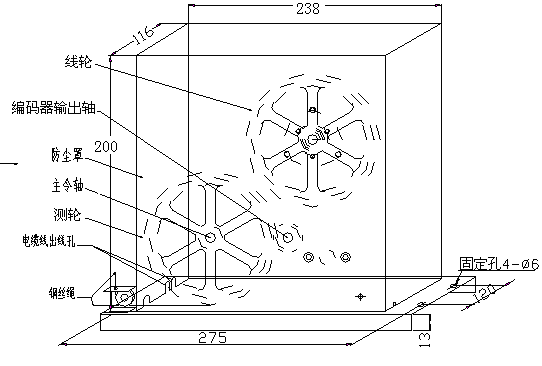 238
116
线轮
编码器输出轴
200
防尘罩
主令轴
测轮
电缆线出线孔
钢丝绳
固定孔4-ø6
120
275
13